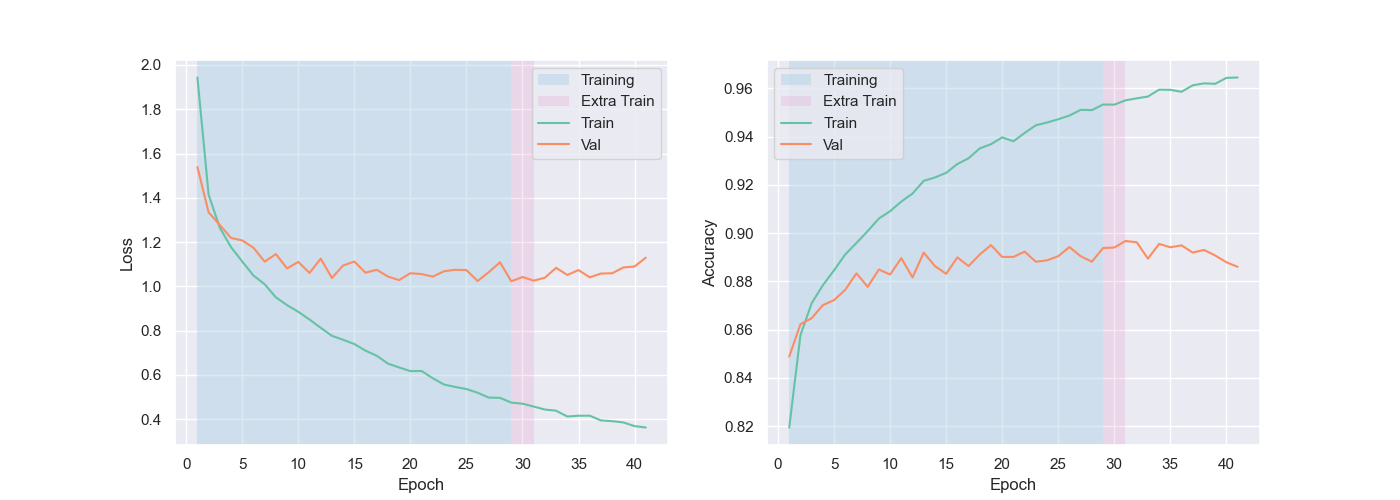 2.0
1.8
1.6
1.4
1.2
1.0
0.8
0.6
0.4
Loss
0 5 10 15 20 25 30 35 40
Epoch
Training
Extra Train
Train
Val
0.96
0.94
0.92
0.90
0.88
0.86
0.84
0.82
Accuracy
0 5 10 15 20 25 30 35 40
Epoch
Training
Extra Train
Train
Val